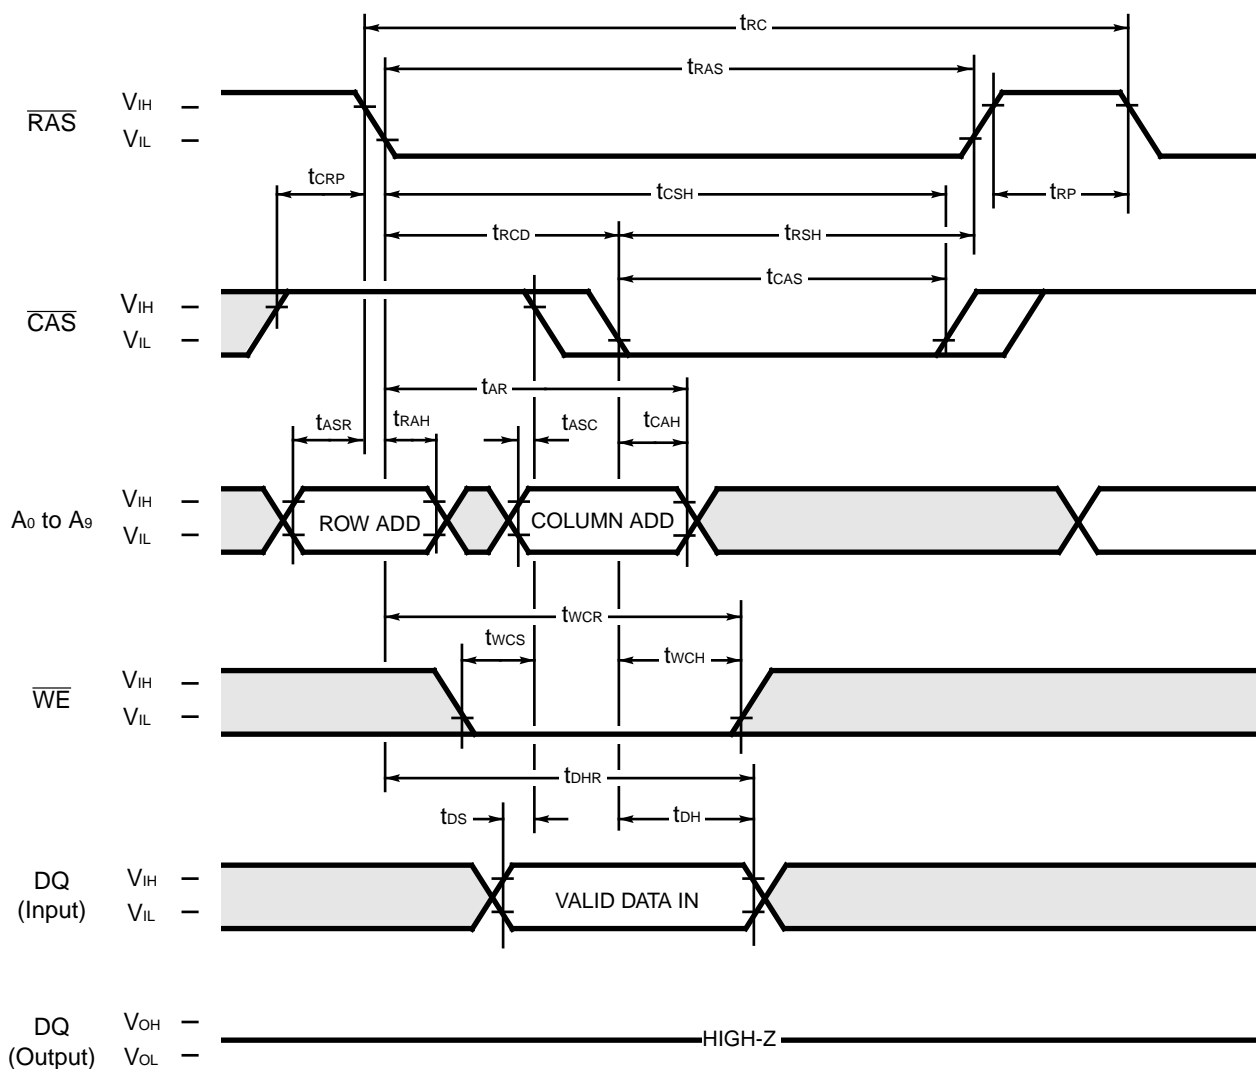 tRC
tRAS
RAS
VIH
VIL
tCRP
tCSH
tRP
tRCD
tRSH
tCAS
CAS
VIH
VIL
tAR
tASR
tRAH
tASC
tCAH
A0 to A9
VIH
VIL
ROW ADD
COLUMN ADD
tWCR
tWCS
tWCH
WE
VIH
VIL
tDHR
tDS
tDH
DQ
(Input)
VIH
VIL
VALID DATA IN
DQ
(Output)
VOH
VOL
HIGH-Z